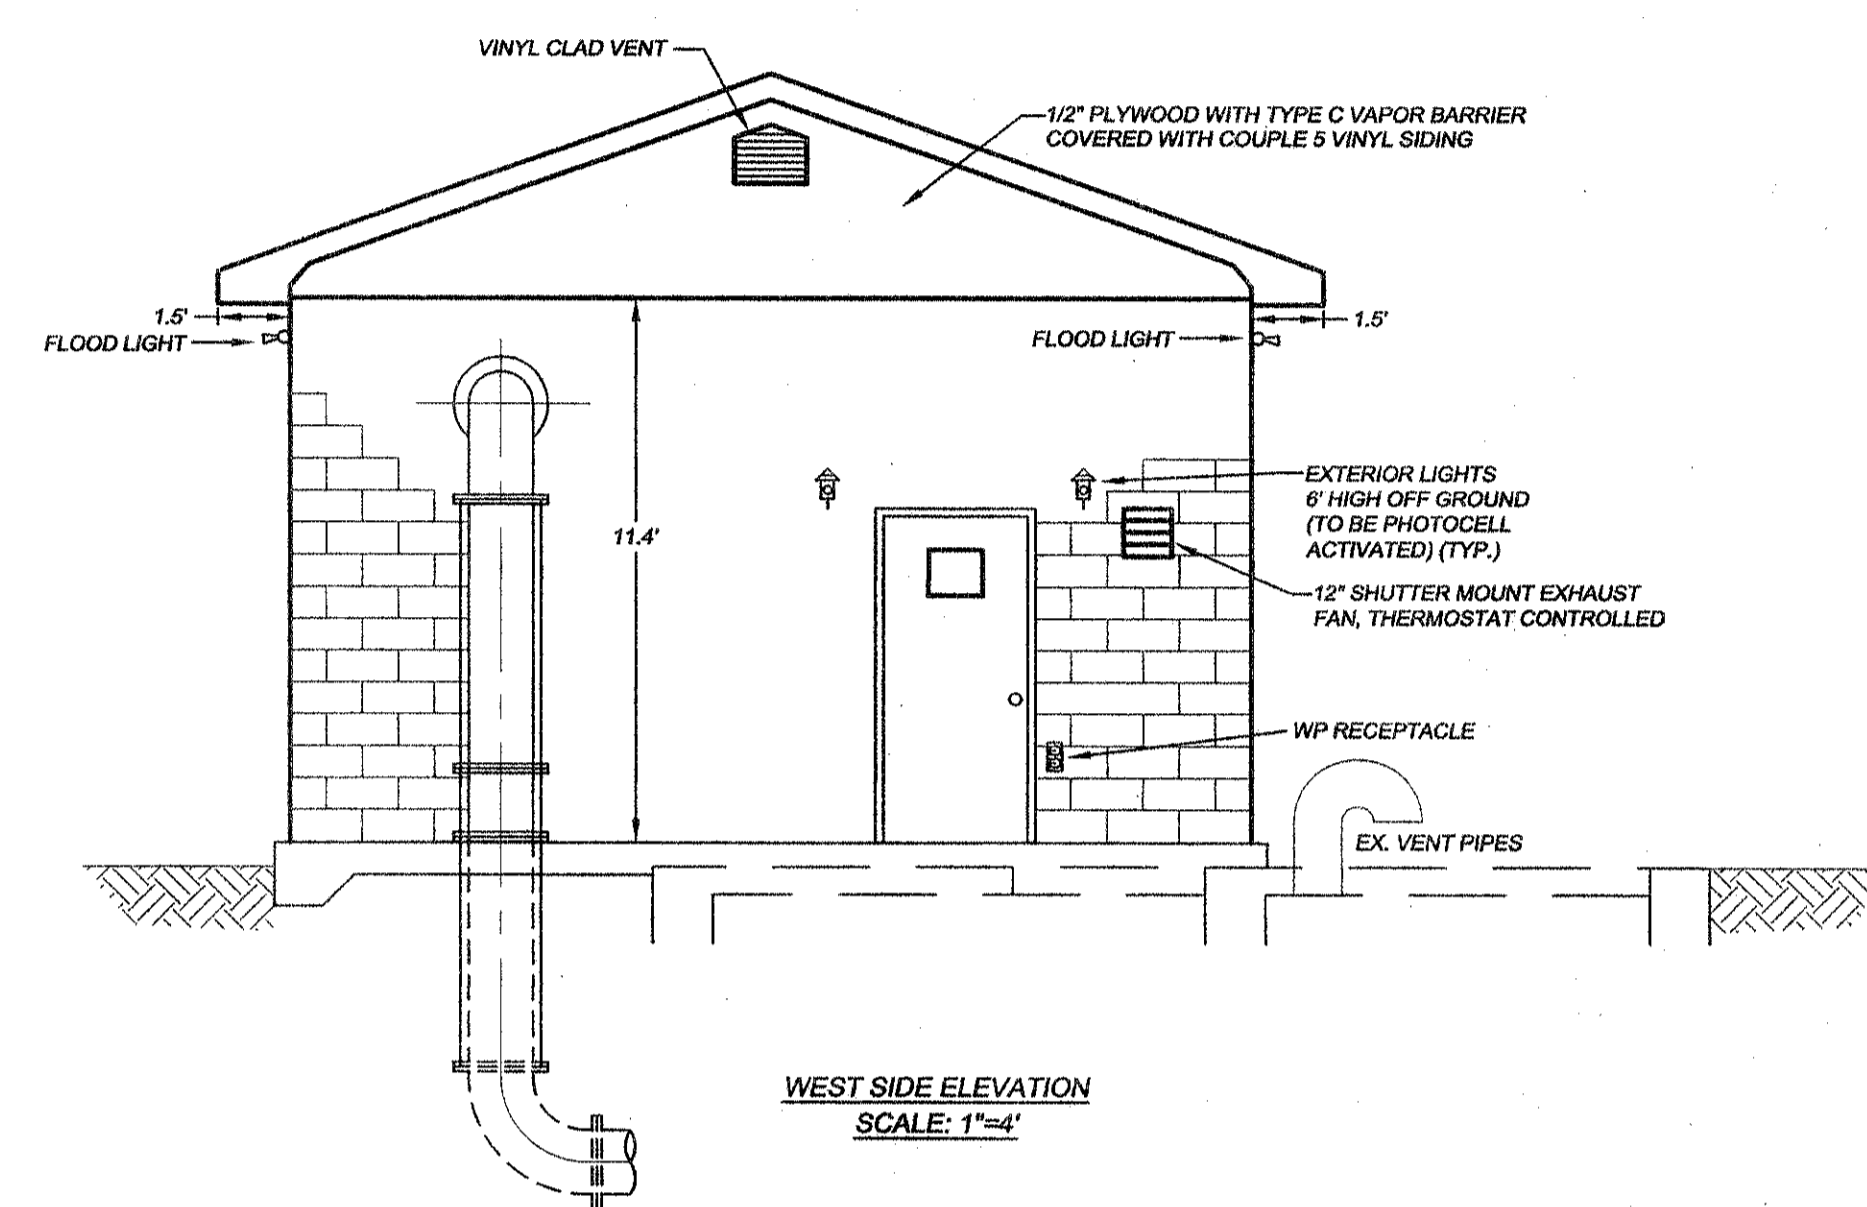 VINYL CLAD VENT
1/2" PLYWOOD WITH TYPE C VAPOR BARRIER
COVERED WITH COUPLE 5 VINYL SIDING
1.5'
1.5'
FLOOD LIGHT
FLOOD LIGHT
EXTERIOR LIGHTS
6' HIGH OFF GROUND
(TO BE PHOTOCELL
ACTIVATED) (TYP.)
11.4'
12" SHUTTER MOUNT EXHAUST
FAN, THERMOSTAT CONTROLLED
WP RECEPTACLE
EX. VENT PIPES
WEST SIDE ELEVATION
SCALE: 1"=4'